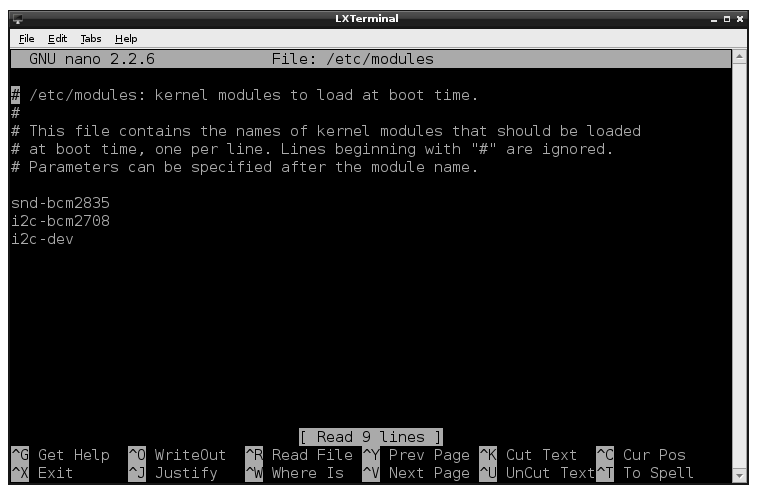 LXTerminal
File Edit Tabs Help
GNU nano 2.2.6 File: /etc/modules
# /etc/modules: kernel modules to load at boot time.
#
# This file contains the names of kernel modules that should be loaded
# at boot time, one per line. Lines beginning with "#" are ignored.
# Parameters can be specified after the module name.
snd-bcm2835
i2c-bcm2708
i2c-dev
[ Read 9 lines ]
^G Get Help ^O WriteOut ^R Read File ^Y Prev Page ^K Cut Text ^C Cur Pos
^X Exit ^J Justify ^W Where Is ^V Next Page ^U UnCut Text ^T To Spell